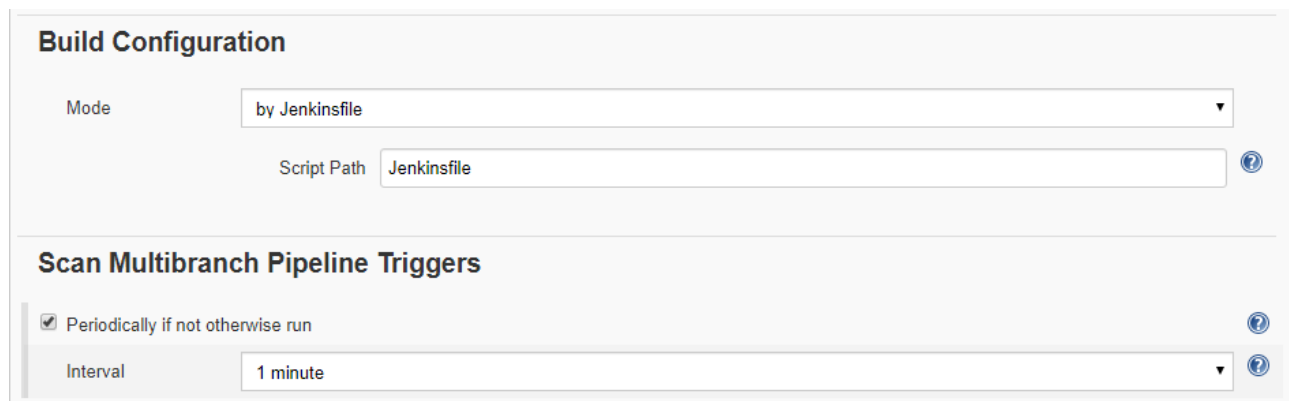 Build Configuration
Mode
by Jenkinsfile
Script Path
Jenkinsfile
Scan Multibranch Pipeline Triggers
Periodically if not otherwise run
Interval
1 minute